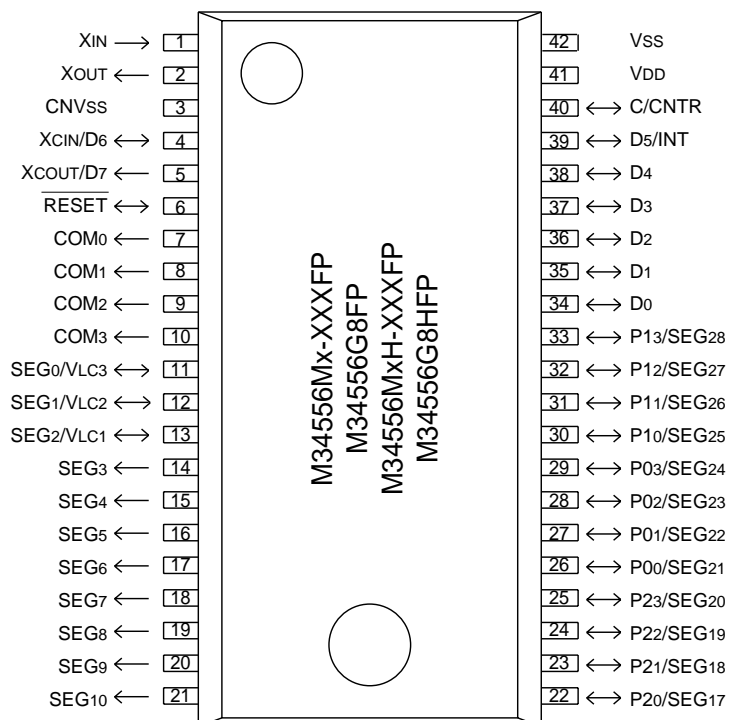 XIN 1
XOUT 2
CNVSS 3
XCIN/D6 4
XCOUT/D7 5
RESET 6
COM0 7
COM1 8
COM2 9
COM3 10
SEG0/VLC3 11
SEG1/VLC2 12
SEG2/VLC1 13
SEG3 14
SEG4 15
SEG5 16
SEG6 17
SEG7 18
SEG8 19
SEG9 20
SEG10 21
M34556Mx-XXXFP
M34556G8FP
M34556MxH-XXXFP
M34556G8HFP
42 VSS
41 VDD
40 C/CNTR
39 D5/INT
38 D4
37 D3
36 D2
35 D1
34 D0
33 P13/SEG28
32 P12/SEG27
31 P11/SEG26
30 P10/SEG25
29 P03/SEG24
28 P02/SEG23
27 P01/SEG22
26 P00/SEG21
25 P23/SEG20
24 P22/SEG19
23 P21/SEG18
22 P20/SEG17